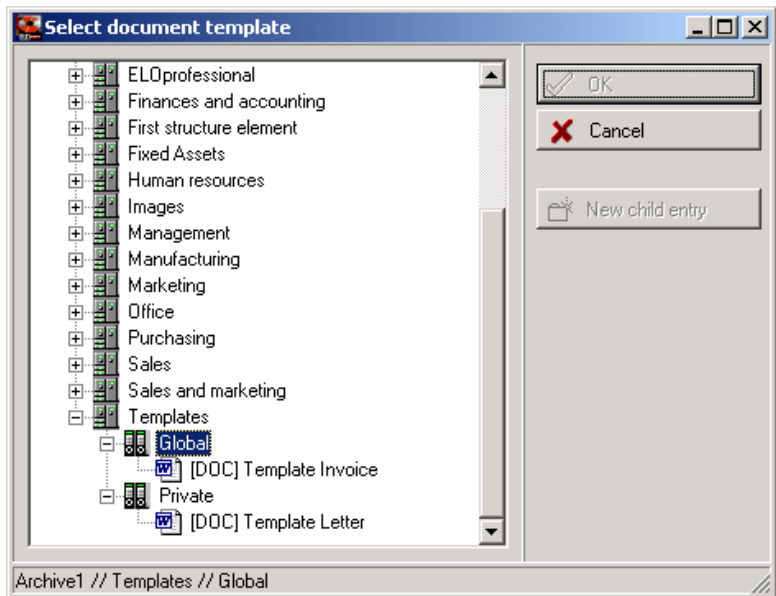 Select document template
ELOprofessional
Finances and accounting
First structure element
Fixed Assets
Human resources
Images
Management
Manufacturing
Marketing
Office
Purchasing
Sales
Sales and marketing
Templates
Global
[DOC] Template Invoice
Private
[DOC] Template Letter
OK
Cancel
New child entry
Archive1 // Templates // Global